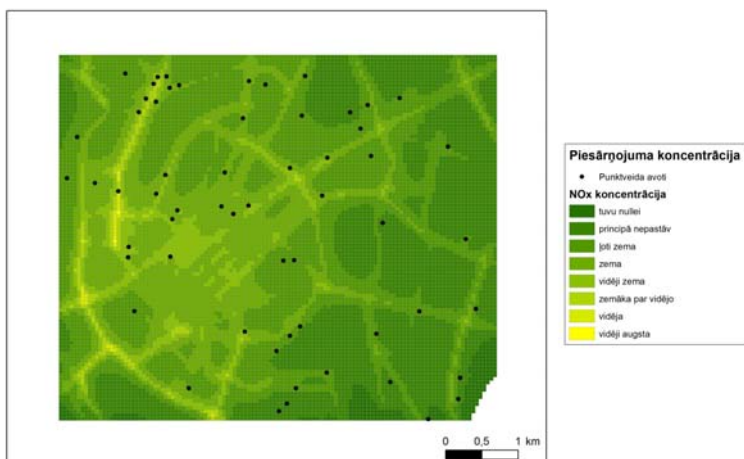 Piesārņojuma koncentrācija
Punktveida avoti
NOx koncentrācija
tuvu nullei
principā nepastāv
ļoti zema
zema
vidēji zema
zemāka par vidējo
vidēja
vidēji augsta
0 0,5 1 km